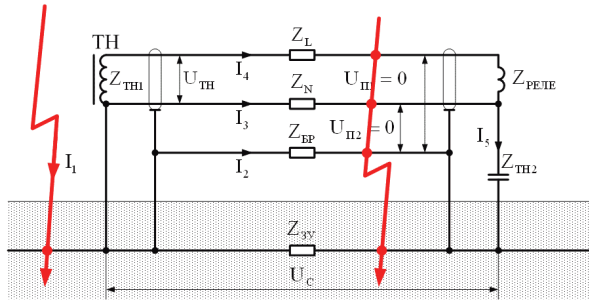 ТН
Z_L
Z_ТН1
U_ТН
I_4
Z_N
U_П1 = 0
Z_РЕЛЕ
I_3
U_П2 = 0
Z_БР
I_5
I_1
I_2
Z_ТН2
Z_ЗУ
U_С